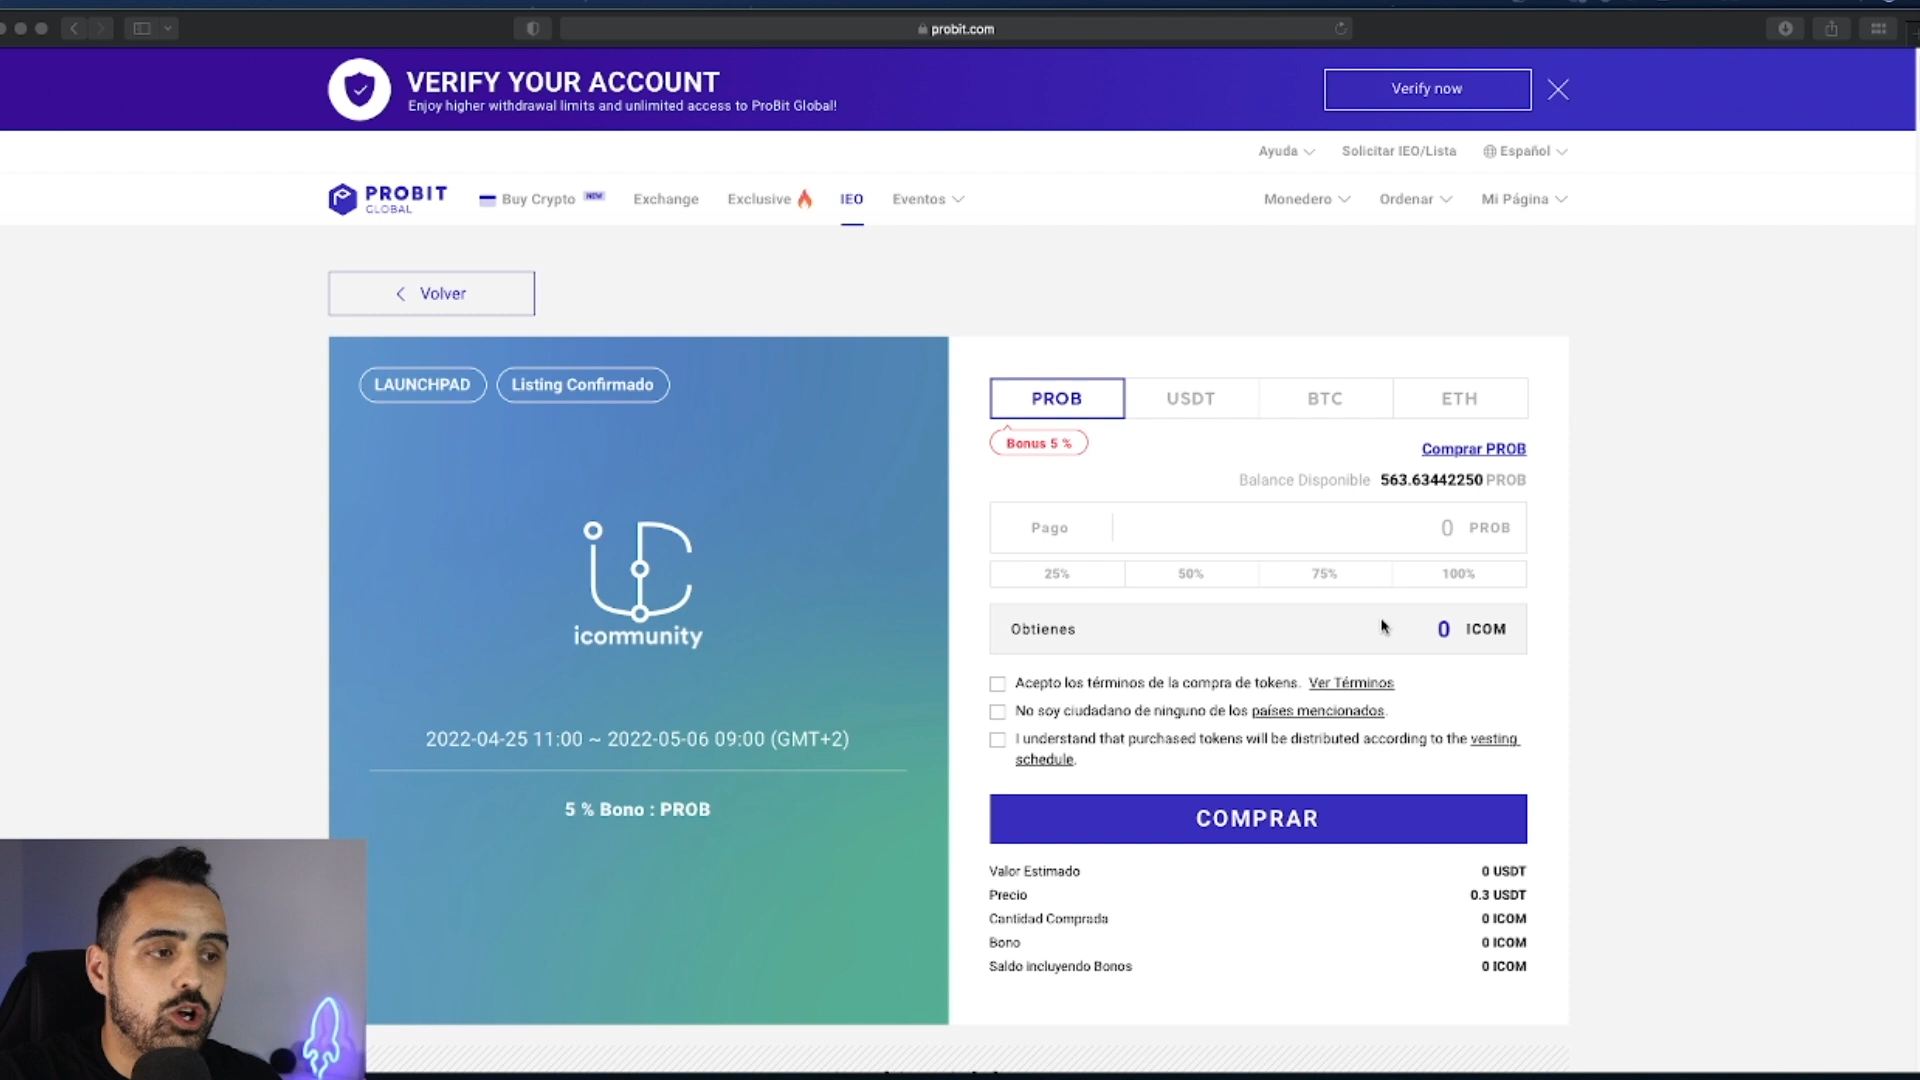 probit.com
VERIFY YOUR ACCOUNT
Enjoy higher withdrawal limits and unlimited access to ProBit Global!
Verify now
Ayuda
Solicitar IEO/Lista
Español
PROBIT
GLOBAL
Buy Crypto NEW
Exchange
Exclusive
IEO
Eventos
Monedero
Ordenar
Mi Página
Volver
LAUNCHPAD
Listing Confirmado
icommunity
2022-04-25 11:00 ~ 2022-05-06 09:00 (GMT+2)
5 % Bono : PROB
PROB
USDT
BTC
ETH
Bonus 5 %
Comprar PROB
Balance Disponible 563.63442250 PROB
Pago 0 PROB
25% 50% 75% 100%
Obtienes 0 ICOM
Acepto los términos de la compra de tokens. Ver Términos
No soy ciudadano de ninguno de los países mencionados.
I understand that purchased tokens will be distributed according to the vesting
schedule.
COMPRAR
Valor Estimado 0 USDT
Precio 0.3 USDT
Cantidad Comprada 0 ICOM
Bono 0 ICOM
Saldo incluyendo Bonos 0 ICOM